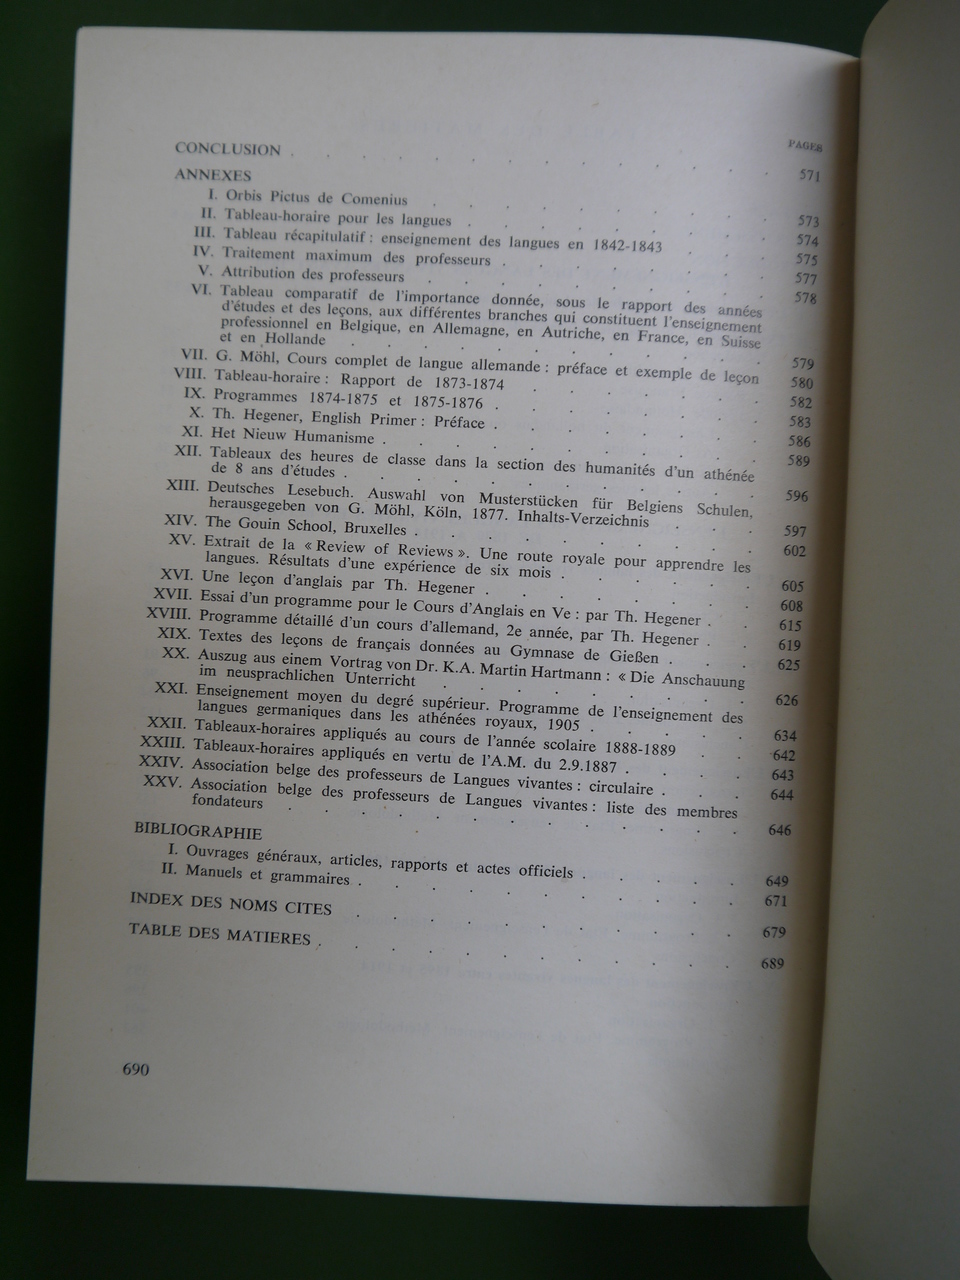 PAGES
CONCLUSION . . . . . . . . . . . . . . 571
ANNEXES
I. Orbis Pictus de Comenius . . . . . . . . . . 573
II. Tableau-horaire pour les langues . . . . . . . . . 574
III. Tableau récapitulatif : enseignement des langues en 1842-1843 . . . 575
IV. Traitement maximum des professeurs . . . . . . . . 577
V. Attribution des professeurs . . . . . . . . . . 578
VI. Tableau comparatif de l'importance donnée, sous le rapport des années
d'études et des leçons, aux différentes branches qui constituent l'enseignement
professionnel en Belgique, en Allemagne, en Autriche, en France, en Suisse
et en Hollande . . . . . . . . . . . . 579
VII. G. Möhl, Cours complet de langue allemande : préface et exemple de leçon 580
VIII. Tableau-horaire : Rapport de 1873-1874 . . . . . . . 582
IX. Programmes 1874-1875 et 1875-1876 . . . . . . . . 583
X. Th. Hegener, English Primer : Préface . . . . . . . . 586
XI. Het Nieuw Humanisme . . . . . . . . . . . 589
XII. Tableaux des heures de classe dans la section des humanités d'un athénée
de 8 ans d'études . . . . . . . . . . . . 596
XIII. Deutsches Lesebuch. Auswahl von Musterstücken für Belgiens Schulen,
herausgegeben von G. Möhl, Köln, 1877. Inhalts-Verzeichnis . . . 597
XIV. The Gouin School, Bruxelles . . . . . . . . . . 602
XV. Extrait de la « Review of Reviews ». Une route royale pour apprendre les
langues. Résultats d'une expérience de six mois . . . . . . 605
XVI. Une leçon d'anglais par Th. Hegener . . . . . . . . 608
XVII. Essai d'un programme pour le Cours d'Anglais en Ve : par Th. Hegener . . 615
XVIII. Programme détaillé d'un cours d'allemand, 2e année, par Th. Hegener . . 619
XIX. Textes des leçons de français données au Gymnase de Gießen . . . 625
XX. Auszug aus einem Vortrag von Dr. K.A. Martin Hartmann : « Die Anschauung
im neusprachlichen Unterricht . . . . . . . . . 626
XXI. Enseignement moyen du degré supérieur. Programme de l'enseignement des
langues germaniques dans les athénées royaux, 1905 . . . . . 634
XXII. Tableaux-horaires appliqués au cours de l'année scolaire 1888-1889 . . 642
XXIII. Tableaux-horaires appliqués en vertu de l'A.M. du 2.9.1887 . . . . 643
XXIV. Association belge des professeurs de Langues vivantes : circulaire . . . 644
XXV. Association belge des professeurs de Langues vivantes : liste des membres
fondateurs . . . . . . . . . . . . . 646
BIBLIOGRAPHIE
I. Ouvrages généraux, articles, rapports et actes officiels . . . . . 649
II. Manuels et grammaires . . . . . . . . . . . 671
INDEX DES NOMS CITES . . . . . . . . . . . 679
TABLE DES MATIERES . . . . . . . . . . . . 689
690